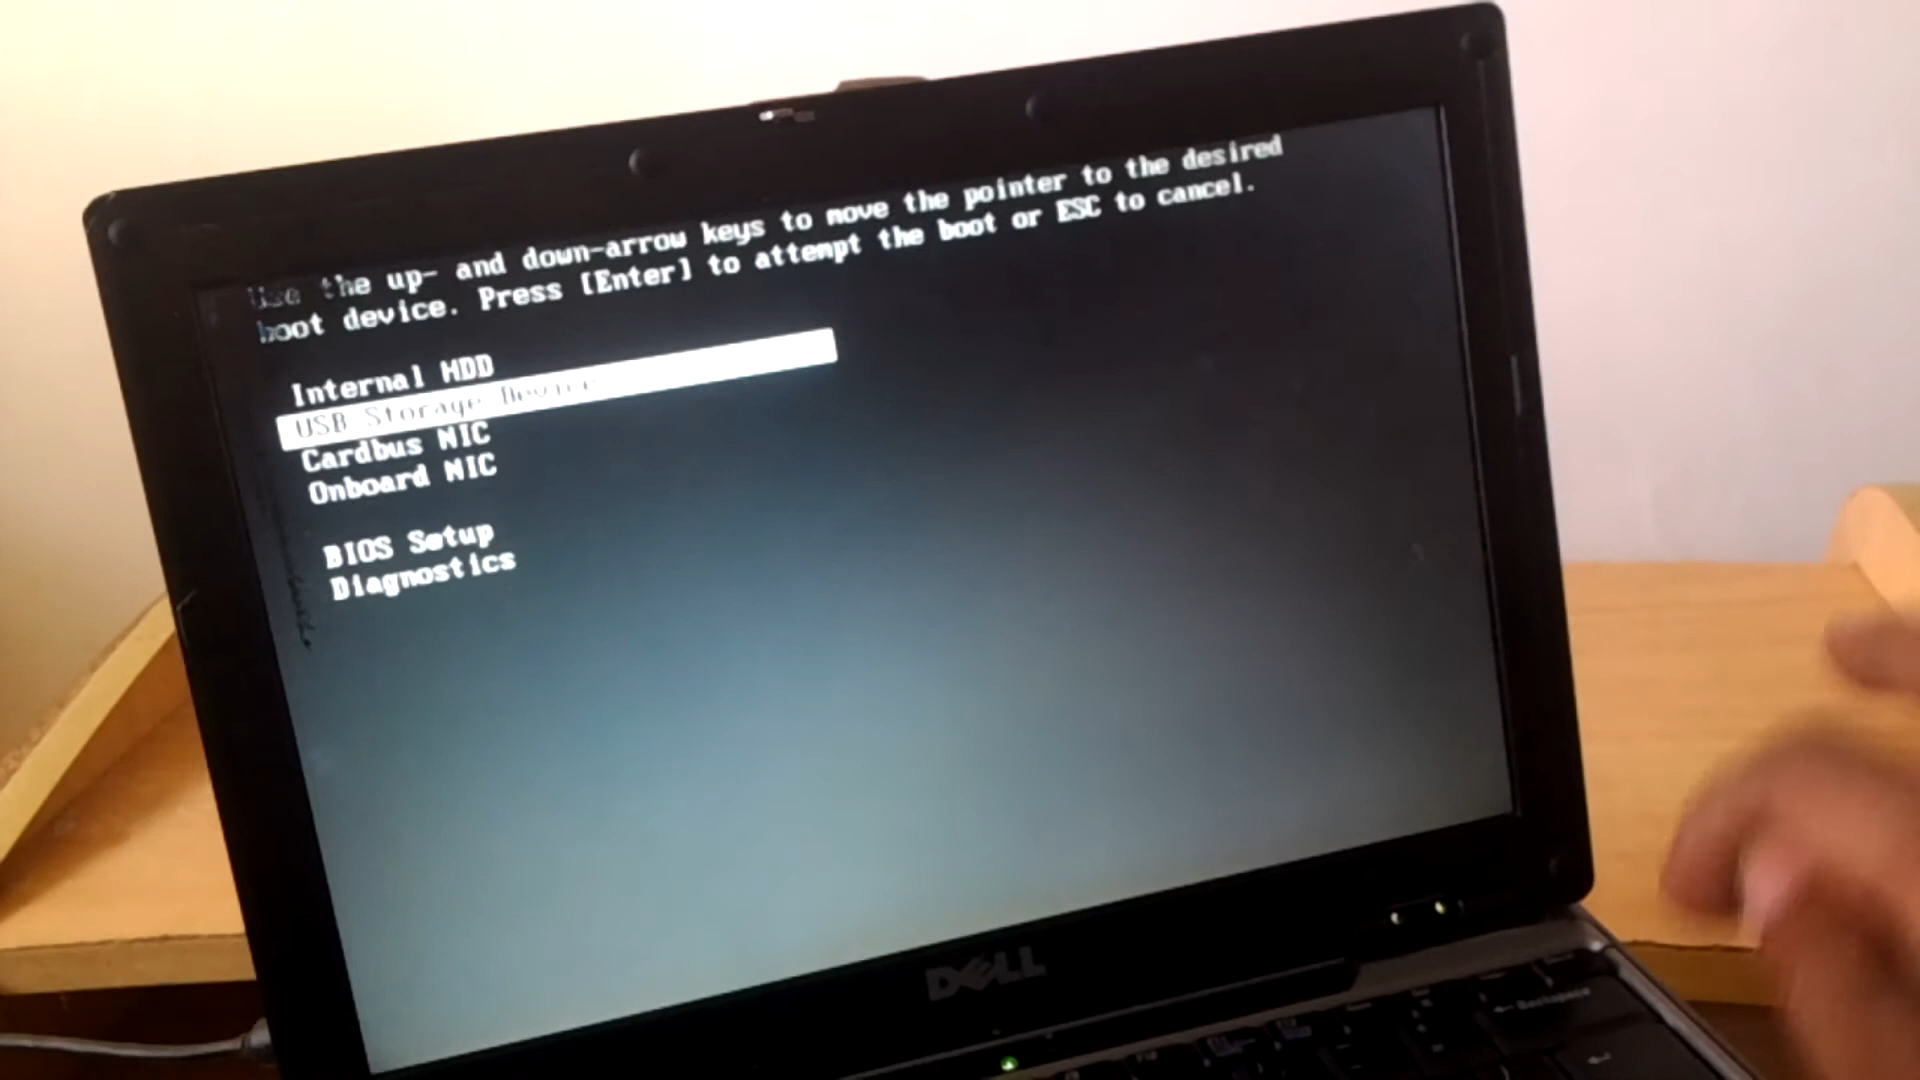 Use the up- and down-arrow keys to move the pointer to the desired
boot device. Press [Enter] to attempt the boot or ESC to cancel.
Internal HDD
USB Storage Device
Cardbus NIC
Onboard NIC
BIOS Setup
Diagnostics
DELL
Backspace